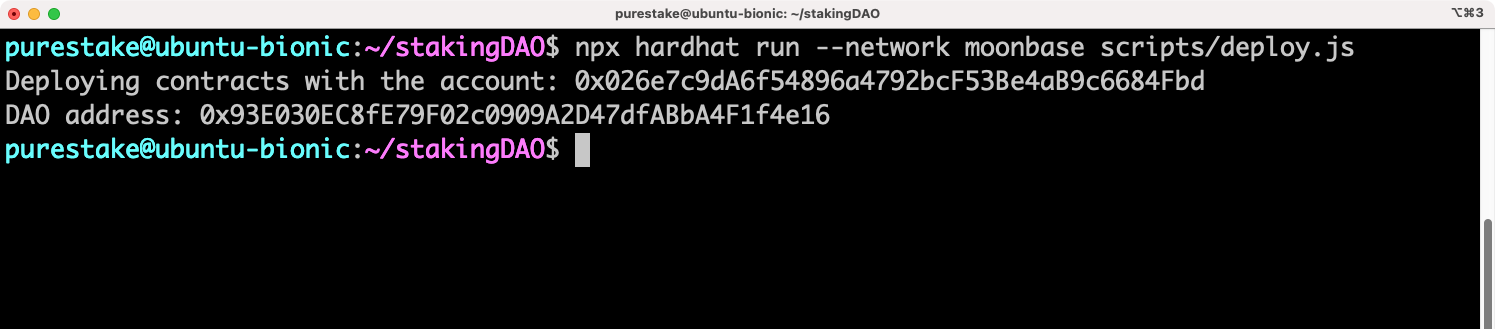 purestake@ubuntu-bionic: ~/stakingDAO
⌥⌘3
purestake@ubuntu-bionic:~/stakingDAO$ npx hardhat run --network moonbase scripts/deploy.js
Deploying contracts with the account: 0x026e7c9dA6f54896a4792bcF53Be4aB9c6684Fbd
DAO address: 0x93E030EC8fE79F02c0909A2D47dfABbA4F1f4e16
purestake@ubuntu-bionic:~/stakingDAO$